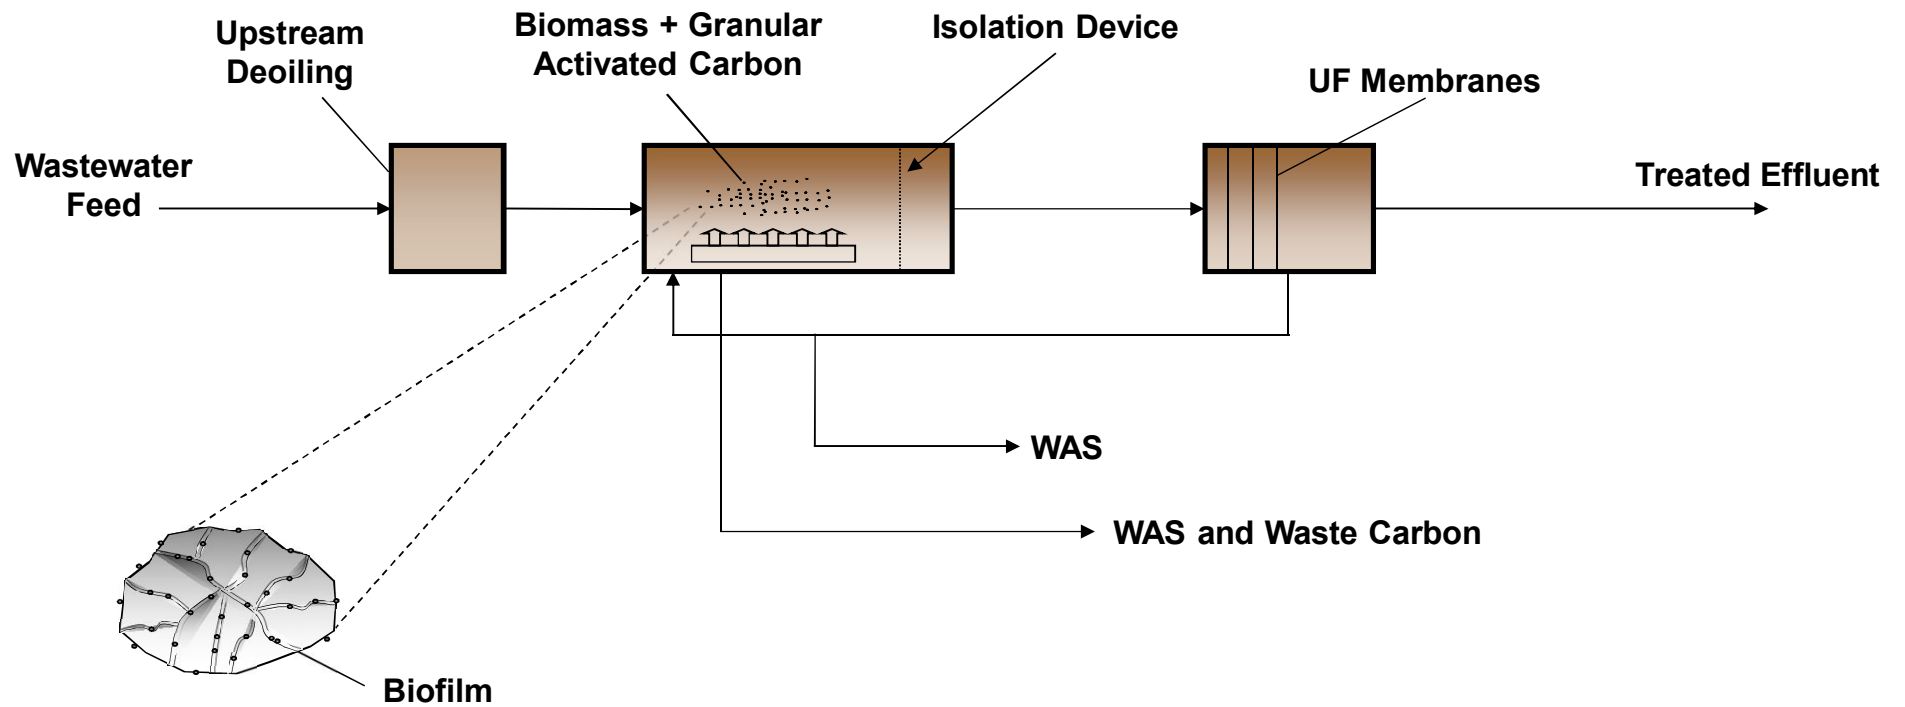 Upstream
Deoiling
Biomass + Granular
Activated Carbon
Isolation Device
UF Membranes
Wastewater
Feed
Treated Effluent
WAS
WAS and Waste Carbon
Biofilm